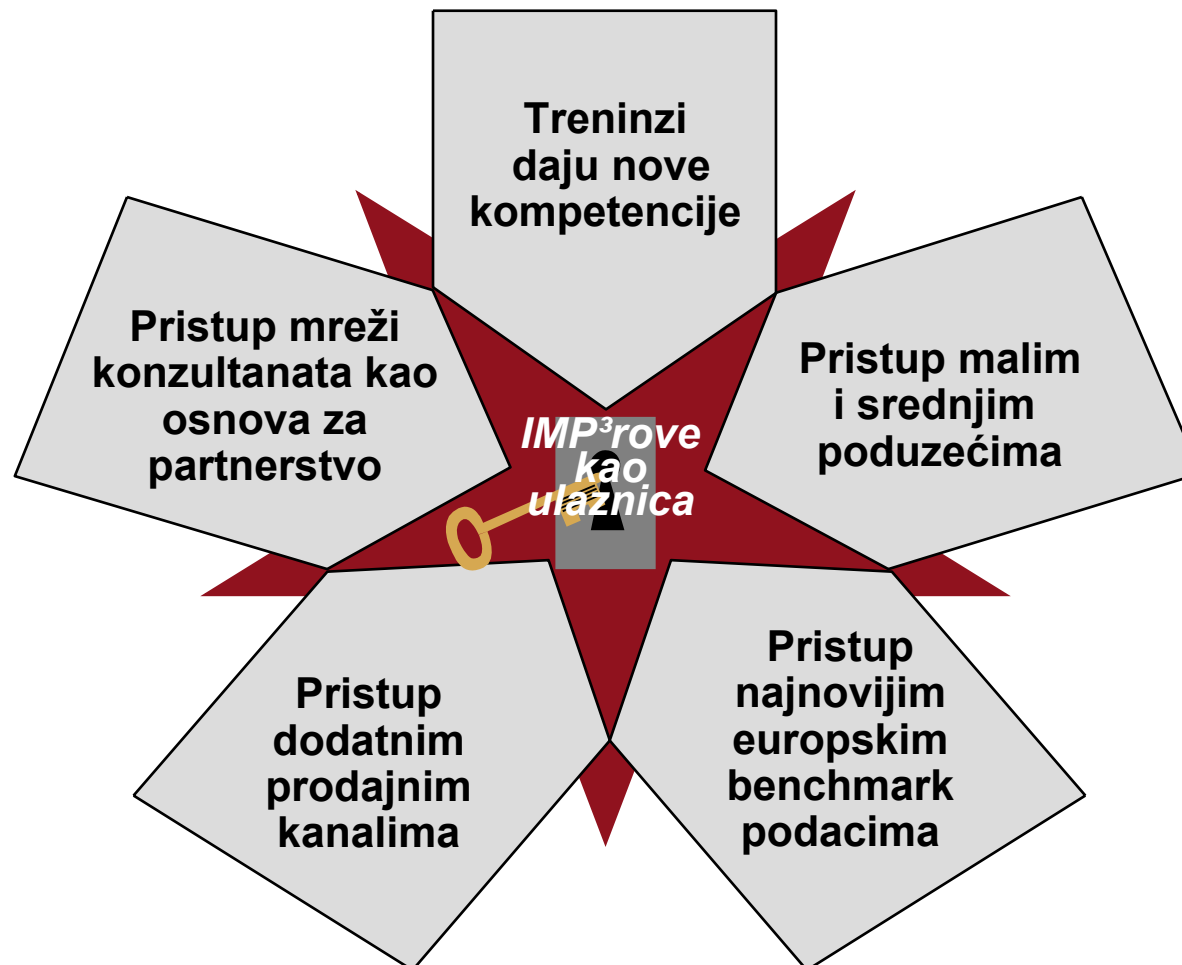 Treninzi
daju nove
kompetencije
Pristup mreži
konzultanata kao
osnova za
partnerstvo
Pristup malim
i srednjim
poduzećima
IMP³rove
kao
ulaznica
Pristup
dodatnim
prodajnim
kanalima
Pristup
najnovijim
europskim
benchmark
podacima